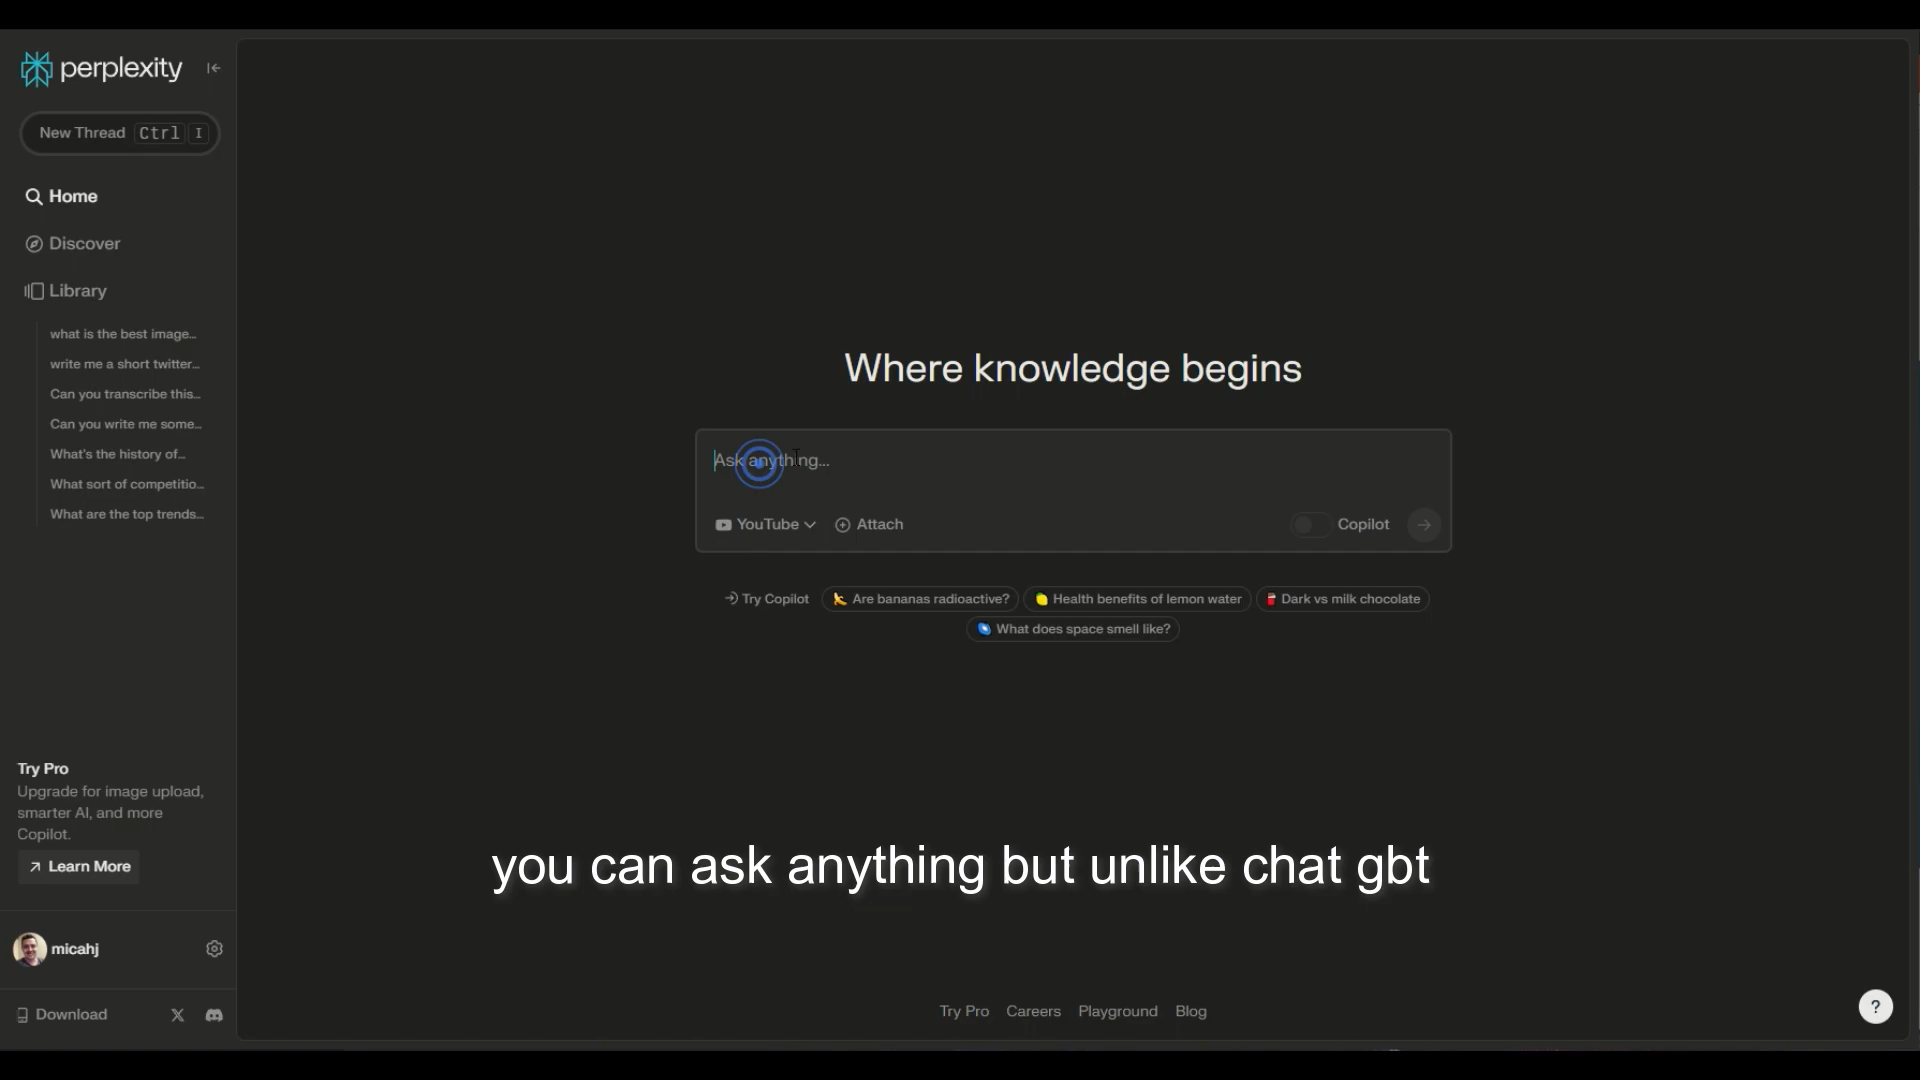 perplexity
New Thread Ctrl I
Home
Discover
Library
what is the best image...
write me a short twitter...
Can you transcribe this...
Can you write me some...
What's the history of...
What sort of competitio...
What are the top trends...
Where knowledge begins
Ask anything...
YouTube Attach Copilot
Try Copilot Are bananas radioactive? Health benefits of lemon water Dark vs milk chocolate
What does space smell like?
Try Pro
Upgrade for image upload,
smarter AI, and more
Copilot.
Learn More
you can ask anything but unlike chat gbt
micahj
Download
Try Pro Careers Playground Blog
?